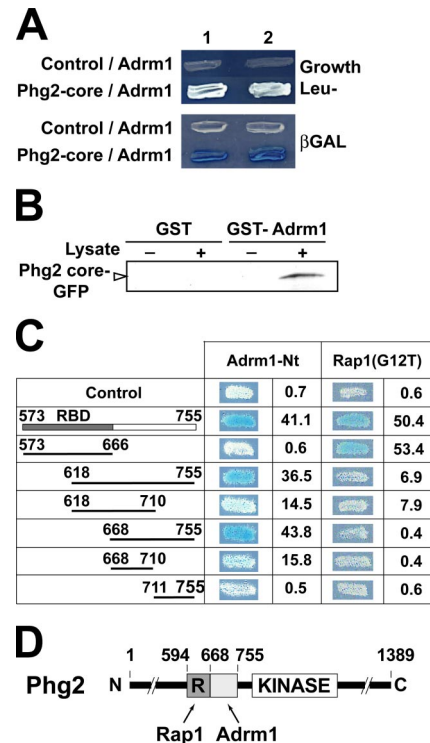 A
1 2
Control / Adrm1
Growth
Phg2-core / Adrm1
Leu-
Control / Adrm1
βGAL
Phg2-core / Adrm1
B
GST GST- Adrm1
Lysate – + – +
Phg2 core-
GFP
C
Adrm1-Nt Rap1(G12T)
Control 0.7 0.6
573 RBD 755 41.1 50.4
573 666 0.6 53.4
618 755 36.5 6.9
618 710 14.5 7.9
668 755 43.8 0.4
668 710 15.8 0.4
711 755 0.5 0.6
D
1 594 668 755 1389
Phg2 N R KINASE C
Rap1 Adrm1